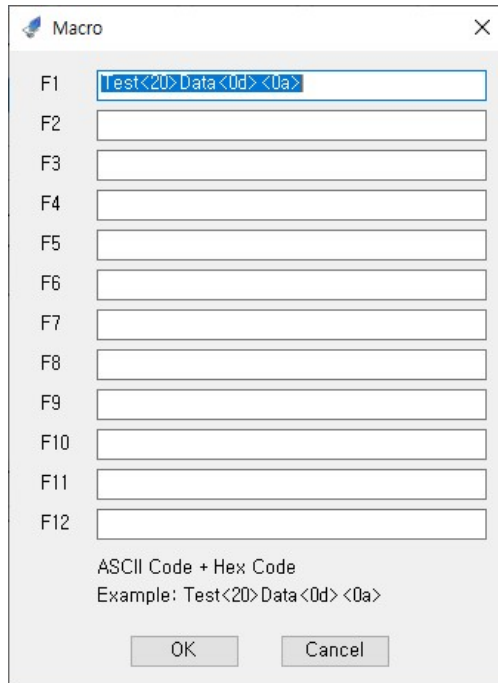 Macro
F1 Test<20>Data<0d><0a>
F2
F3
F4
F5
F6
F7
F8
F9
F10
F11
F12
ASCII Code + Hex Code
Example: Test<20>Data<0d><0a>
OK Cancel